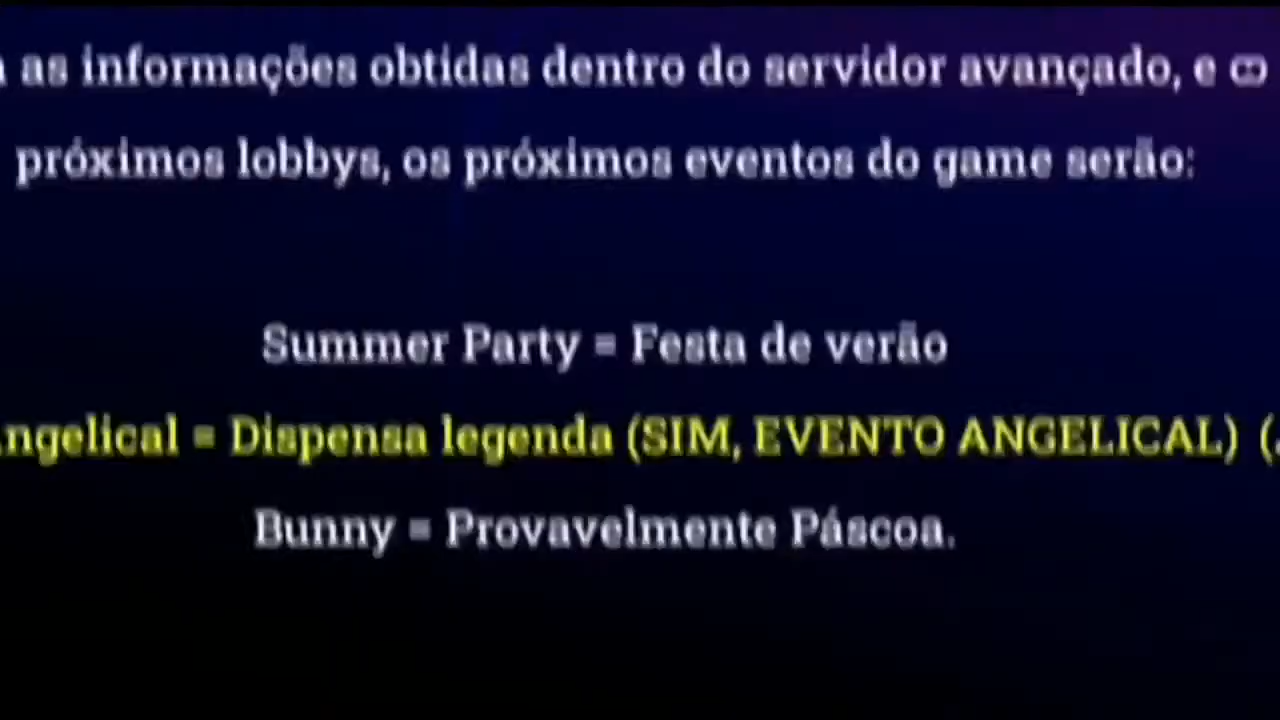 as informações obtidas dentro do servidor avançado, e co
próximos lobbys, os próximos eventos do game serão:
Summer Party = Festa de verão
ngelical = Dispensa legenda (SIM, EVENTO ANGELICAL) (
Bunny = Provavelmente Páscoa.